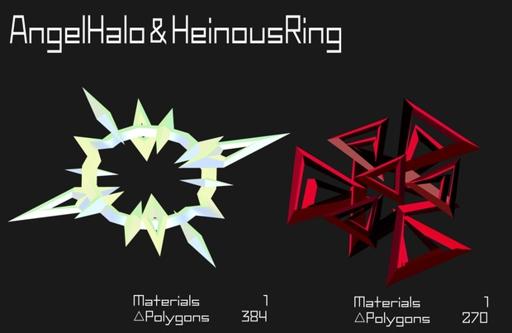 AngelHalo & HeinousRing
Materials 1
△Polygons 384
Materials 1
△Polygons 270